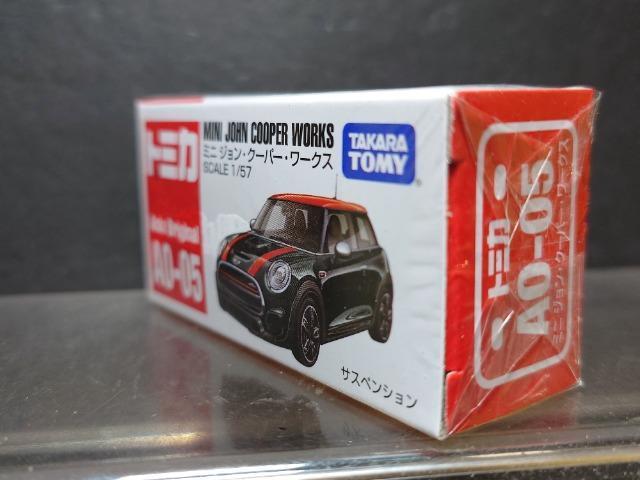 トミカ
Asia Original
AO-05
MINI JOHN COOPER WORKS
ミニ ジョン・クーパー・ワークス
SCALE 1/57
TAKARA
TOMY
サスペンション
トミカ
AO-05
ミニ ジョン・クーパー・ワークス